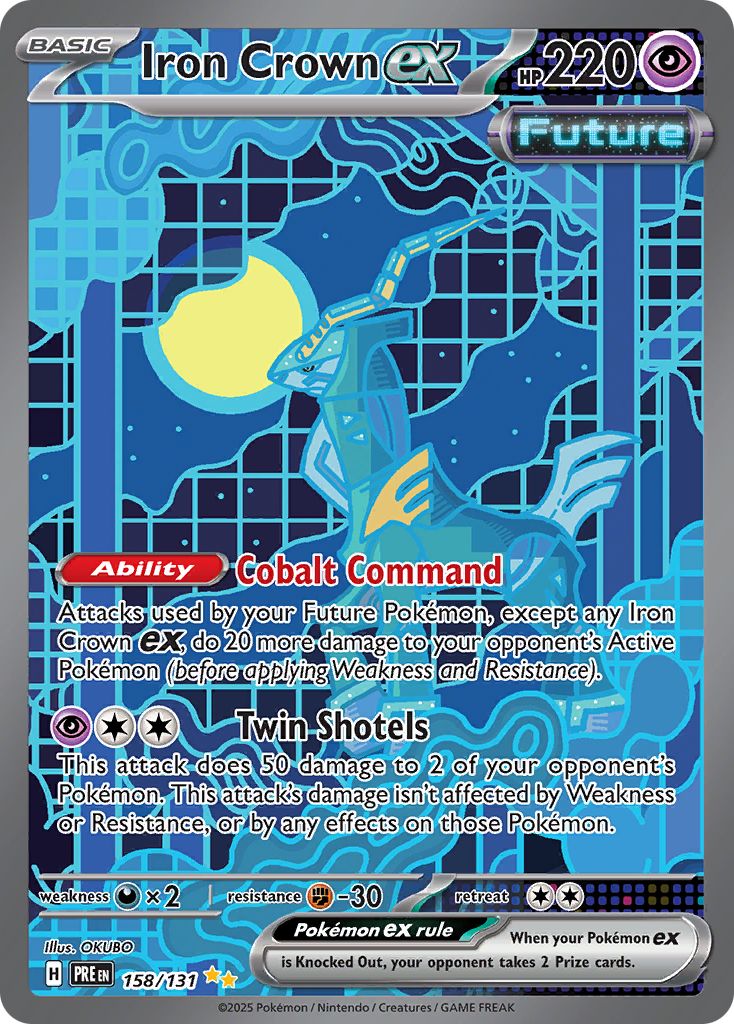 BASIC
Iron Crown ex
HP 220
Future
Ability Cobalt Command
Attacks used by your Future Pokémon, except any Iron
Crown ex, do 20 more damage to your opponent's Active
Pokémon (before applying Weakness and Resistance).
Twin Shotels
This attack does 50 damage to 2 of your opponent's
Pokémon. This attack's damage isn't affected by Weakness
or Resistance, or by any effects on those Pokémon.
weakness ×2 resistance -30 retreat
Illus. OKUBO
Pokémon ex rule When your Pokémon ex
is Knocked Out, your opponent takes 2 Prize cards.
H PRE EN 158/131
©2025 Pokémon / Nintendo / Creatures / GAME FREAK